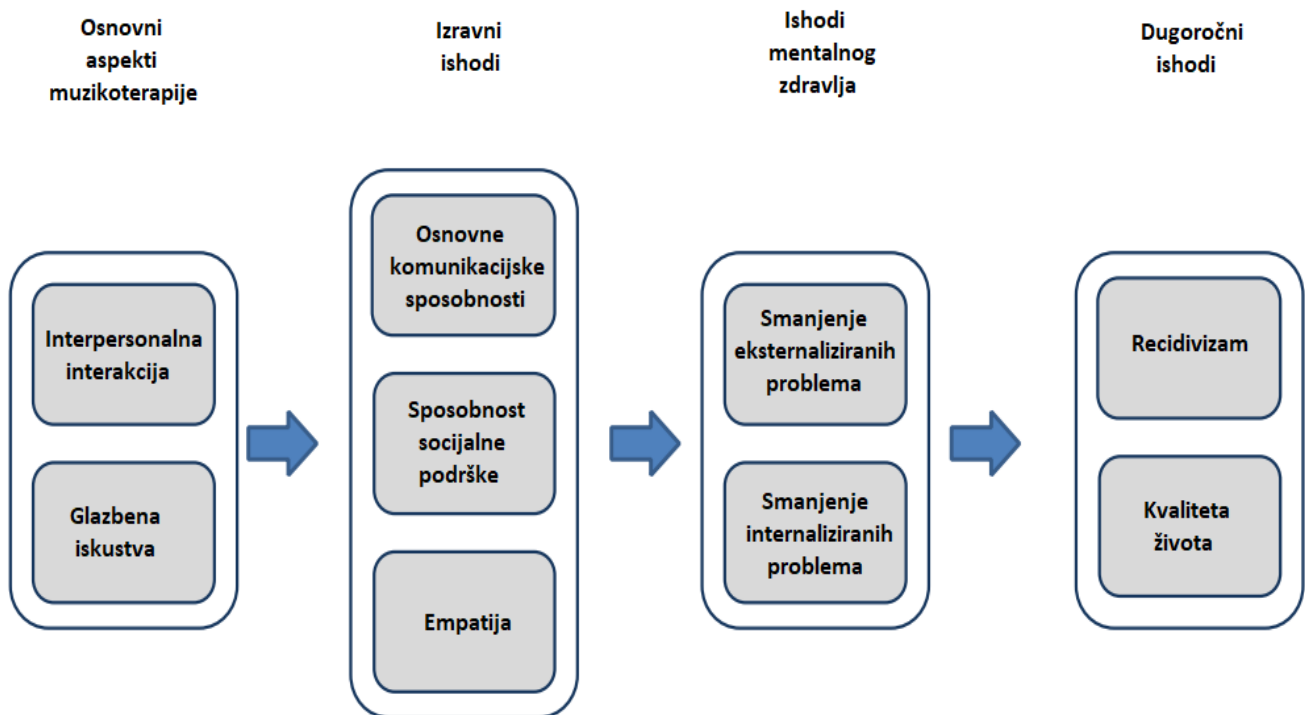 Osnovni
aspekti
muzikoterapije
Izravni
ishodi
Ishodi
mentalnog
zdravlja
Dugoročni
ishodi
Interpersonalna
interakcija
Glazbena
iskustva
Osnovne
komunikacijske
sposobnosti
Sposobnost
socijalne
podrške
Empatija
Smanjenje
eksternaliziranih
problema
Smanjenje
internaliziranih
problema
Recidivizam
Kvaliteta
života